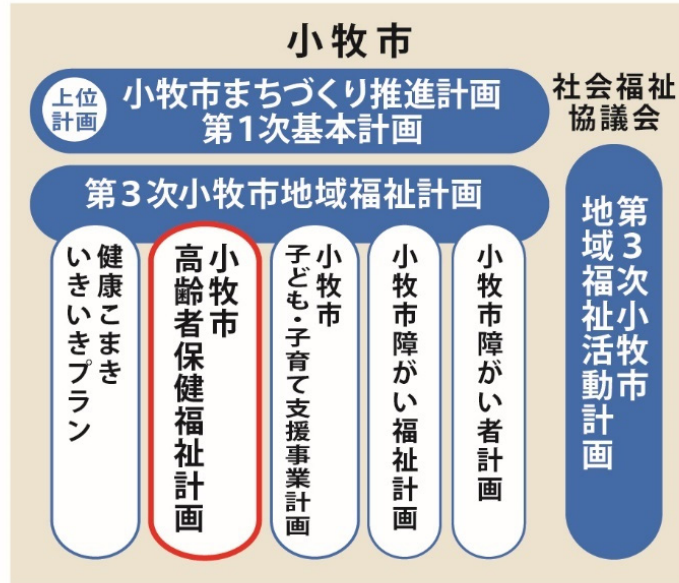 小牧市
上位
計画
小牧市まちづくり推進計画
第1次基本計画
社会福祉
協議会
第3次小牧市地域福祉計画
健康こまき
いきいきプラン
小牧市
高齢者保健福祉計画
小牧市
子ども・子育て支援事業計画
小牧市障がい福祉計画
小牧市障がい者計画
第3次小牧市
地域福祉活動計画